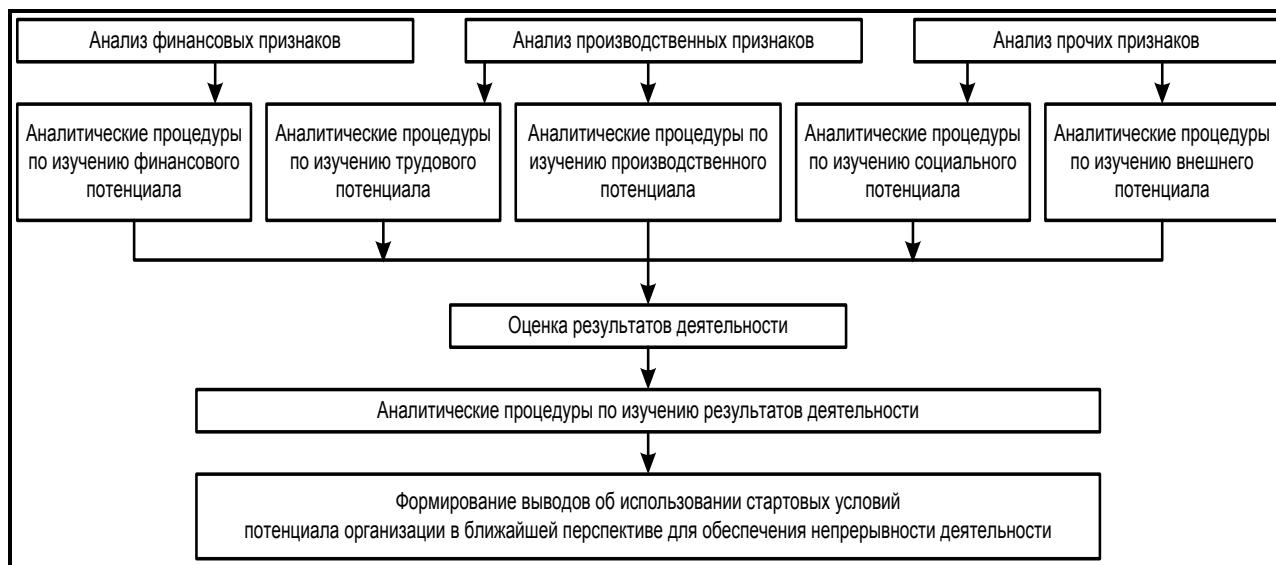 Анализ финансовых признаков
Анализ производственных признаков
Анализ прочих признаков
Аналитические процедуры
по изучению финансового
потенциала
Аналитические процедуры
по изучению трудового
потенциала
Аналитические процедуры по
изучению производственного
потенциала
Аналитические процедуры
по изучению социального
потенциала
Аналитические процедуры
по изучению внешнего
потенциала
Оценка результатов деятельности
Аналитические процедуры по изучению результатов деятельности
Формирование выводов об использовании стартовых условий
потенциала организации в ближайшей перспективе для обеспечения непрерывности деятельности